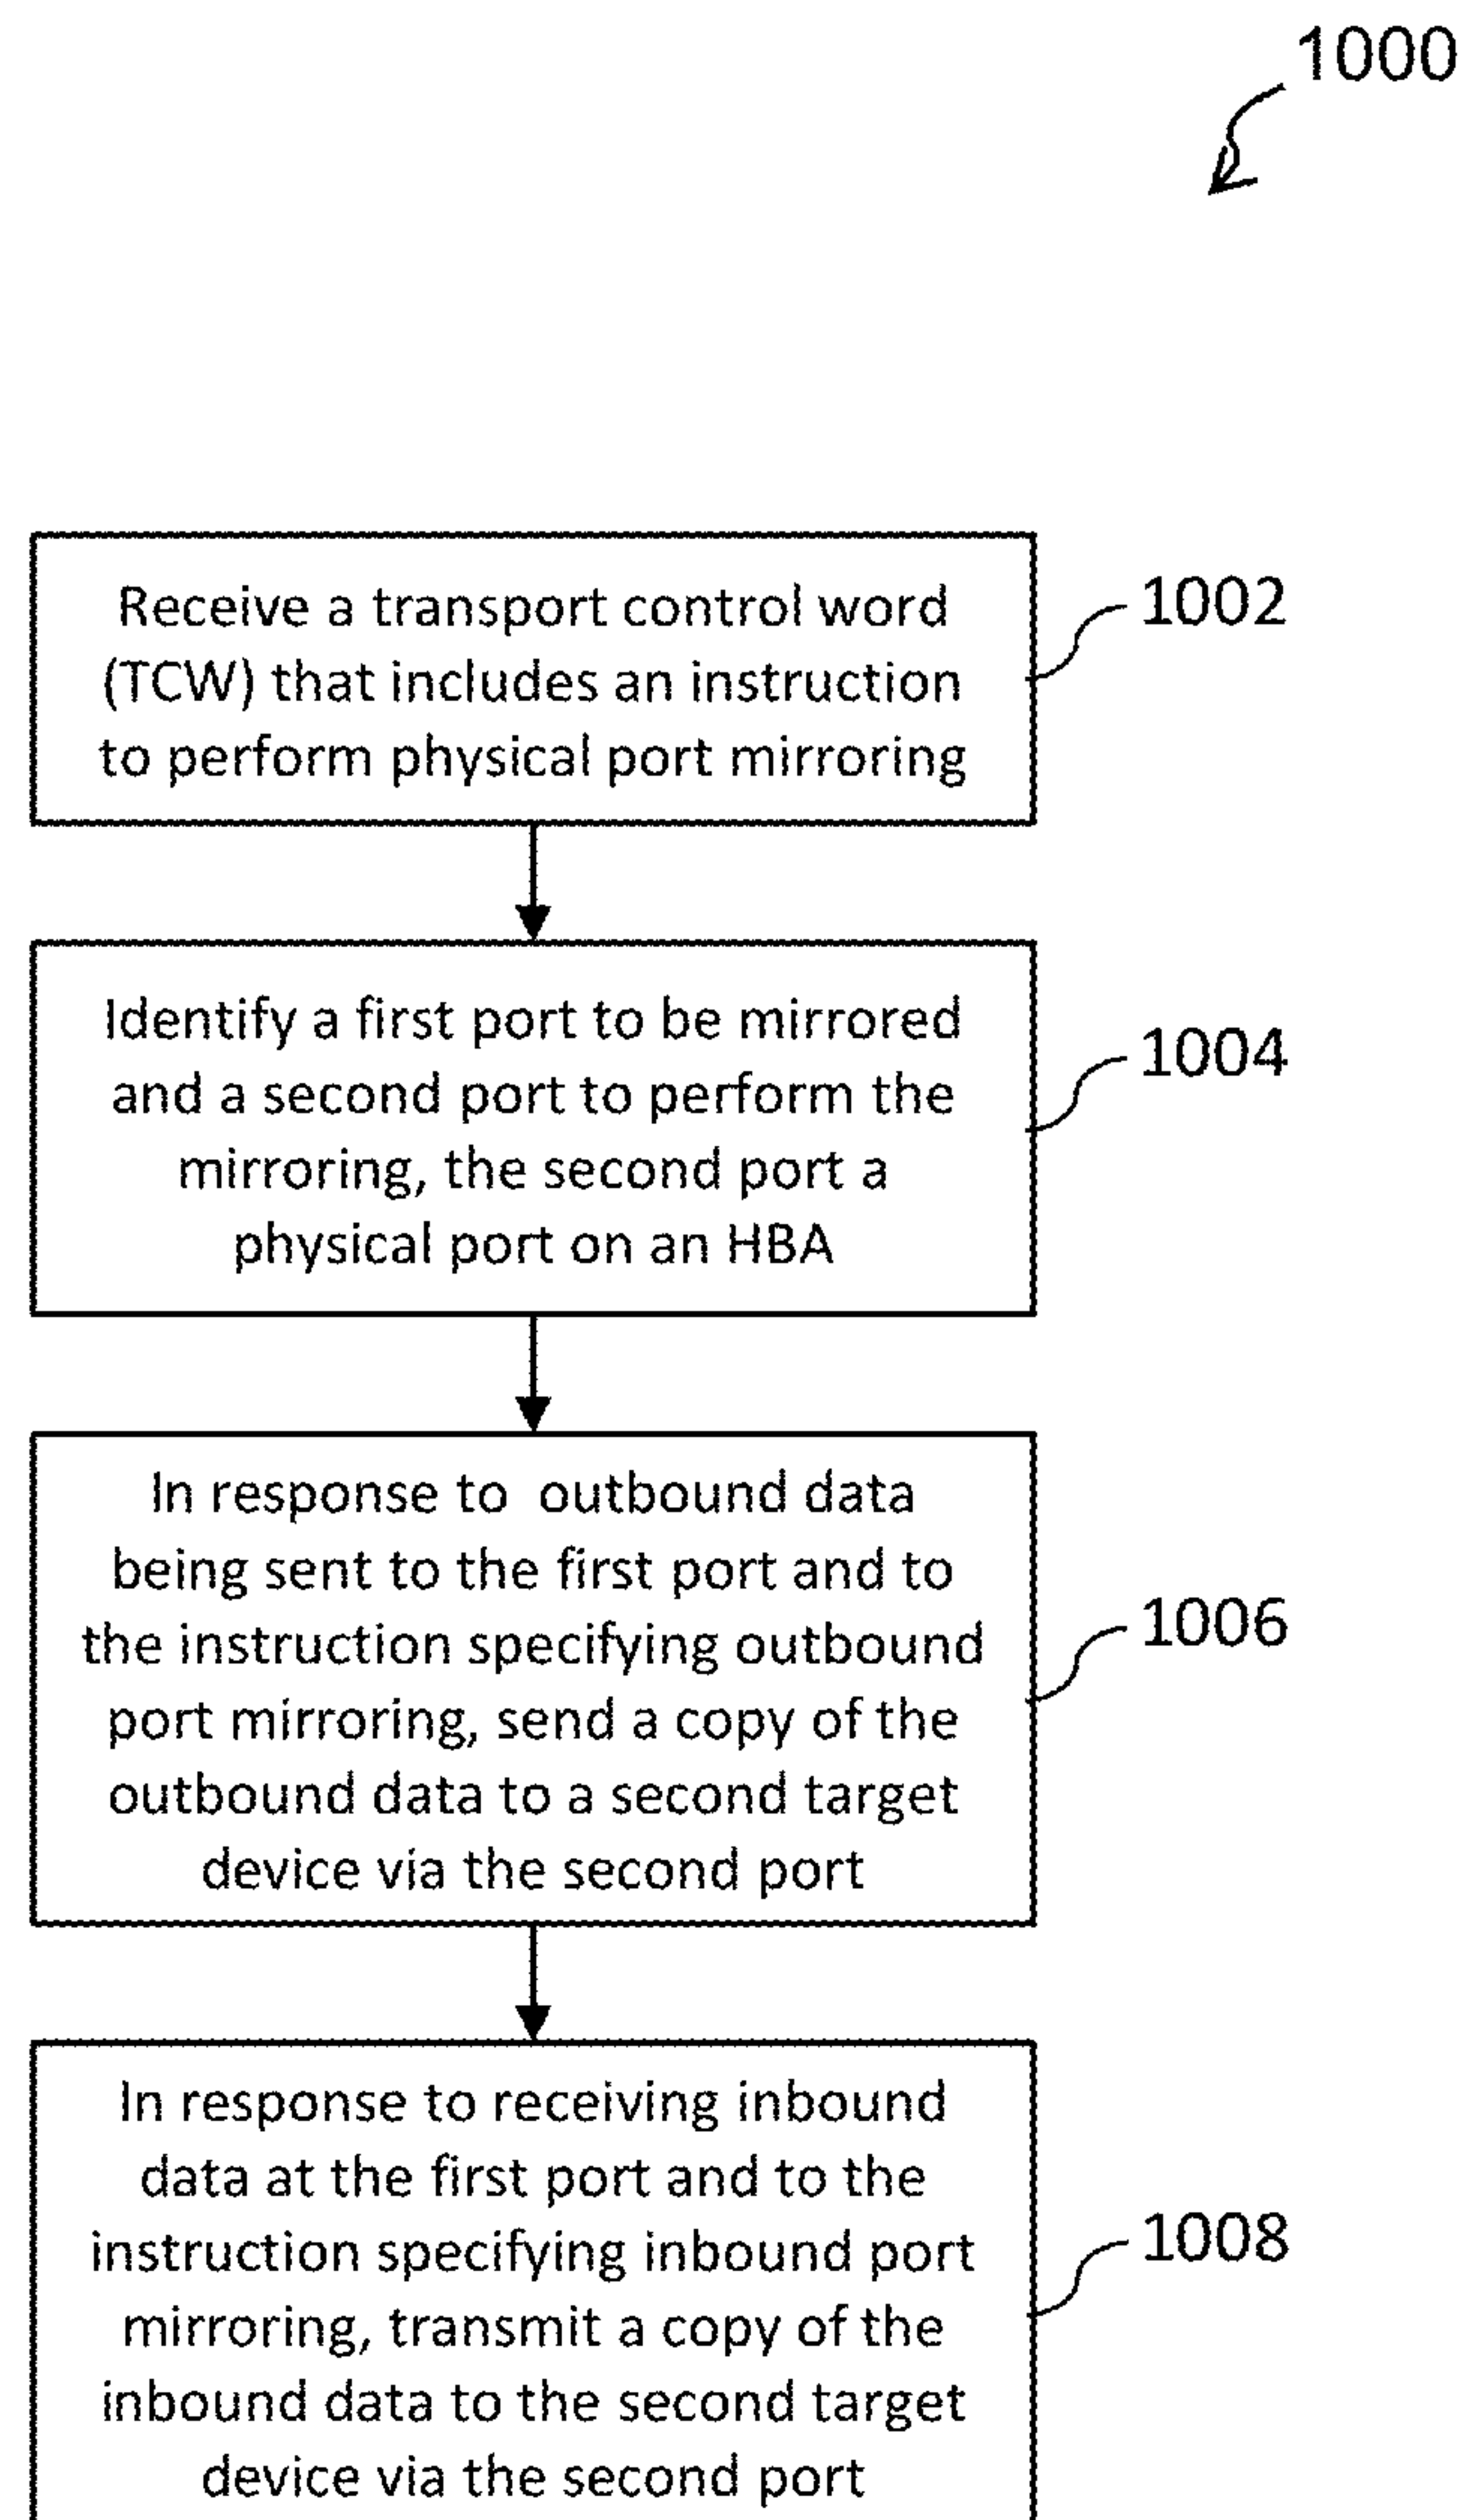 1000
Receive a transport control word
(TCW) that includes an instruction
to perform physical port mirroring
1002
Identify a first port to be mirrored
and a second port to perform the
mirroring, the second port a
physical port on an HBA
1004
In response to  outbound data
being sent to the first port and to
the instruction specifying outbound
port mirroring, send a copy of the
outbound data to a second target
device via the second port
1006
In response to receiving inbound
data at the first port and to the
instruction specifying inbound port
mirroring, transmit a copy of the
inbound data to the second target
device via the second port
1008